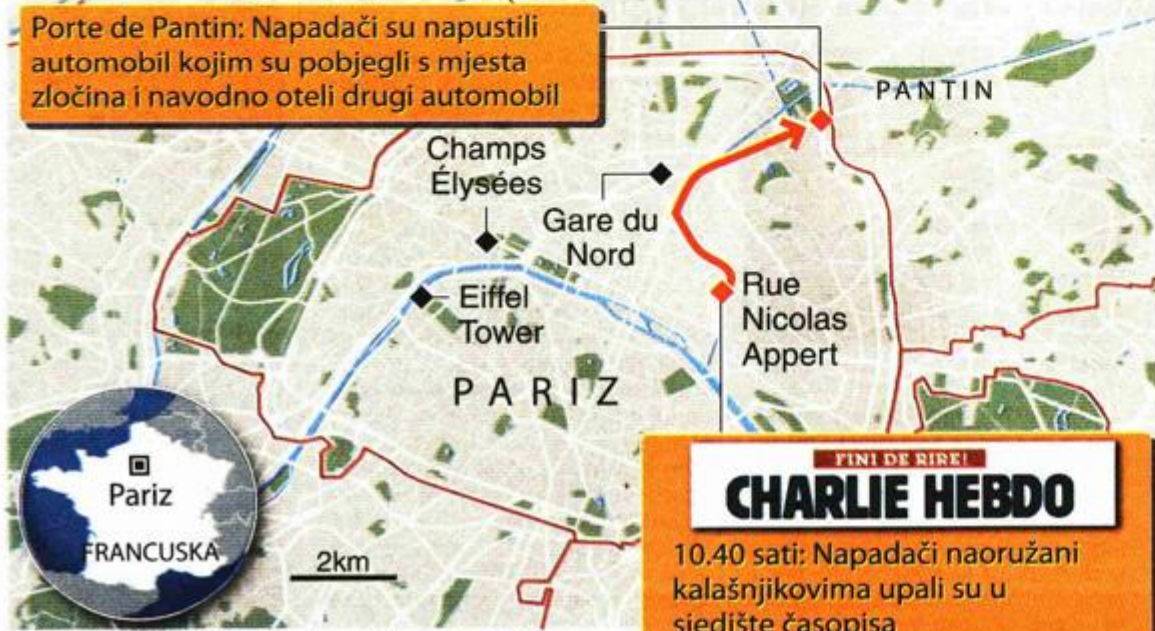 Porte de Pantin: Napadači su napustili
automobil kojim su pobjegli s mjesta
zločina i navodno oteli drugi automobil
PANTIN
Champs
Élysées
Gare du
Nord
Eiffel
Tower
Rue
Nicolas
Appert
PARIZ
Pariz
FRANCUSKA
2km
FINI DE RIRE!
CHARLIE HEBDO
10.40 sati: Napadači naoružani
kalašnjikovima upali su u
sjedište časopisa